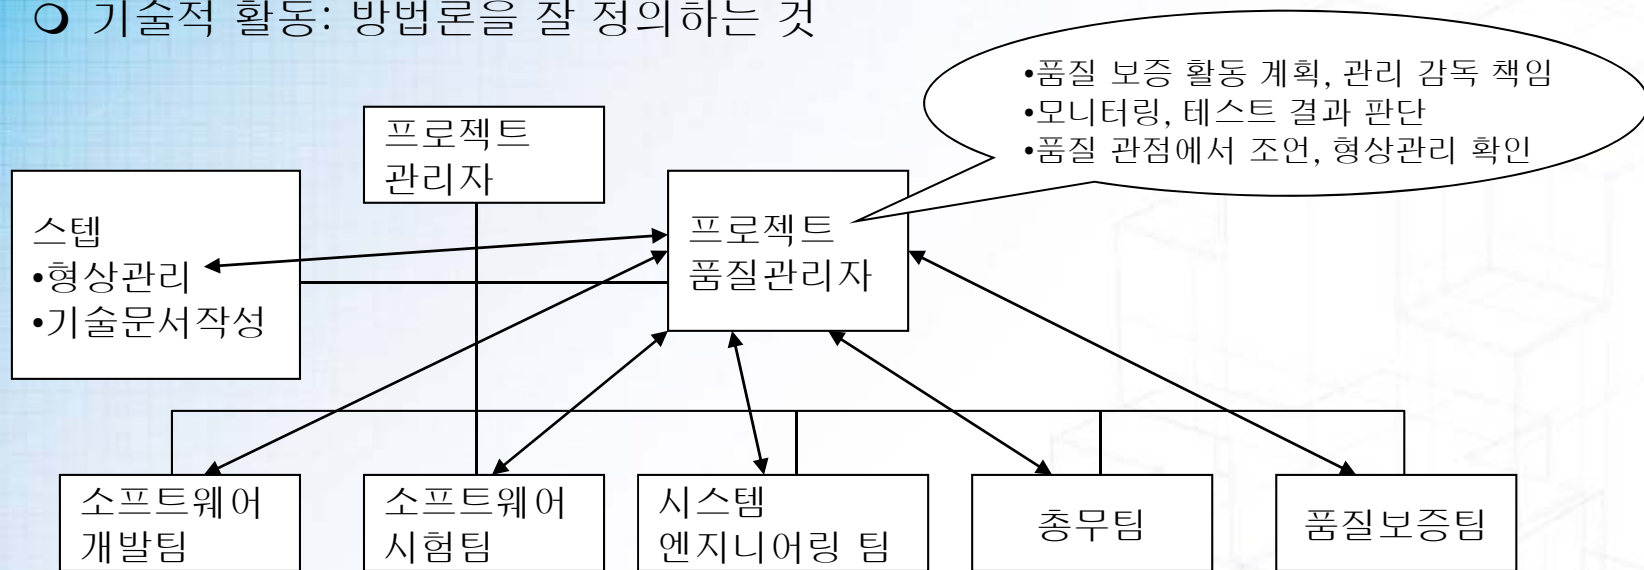 기술적 활동: 방법론을 잘 정의하는 것
•품질 보증 활동 계획, 관리 감독 책임
•모니터링, 테스트 결과 판단
•품질 관점에서 조언, 형상관리 확인
프로젝트
관리자
스텝
•형상관리
•기술문서작성
프로젝트
품질관리자
소프트웨어
개발팀
소프트웨어
시험팀
시스템
엔지니어링 팀
총무팀
품질보증팀